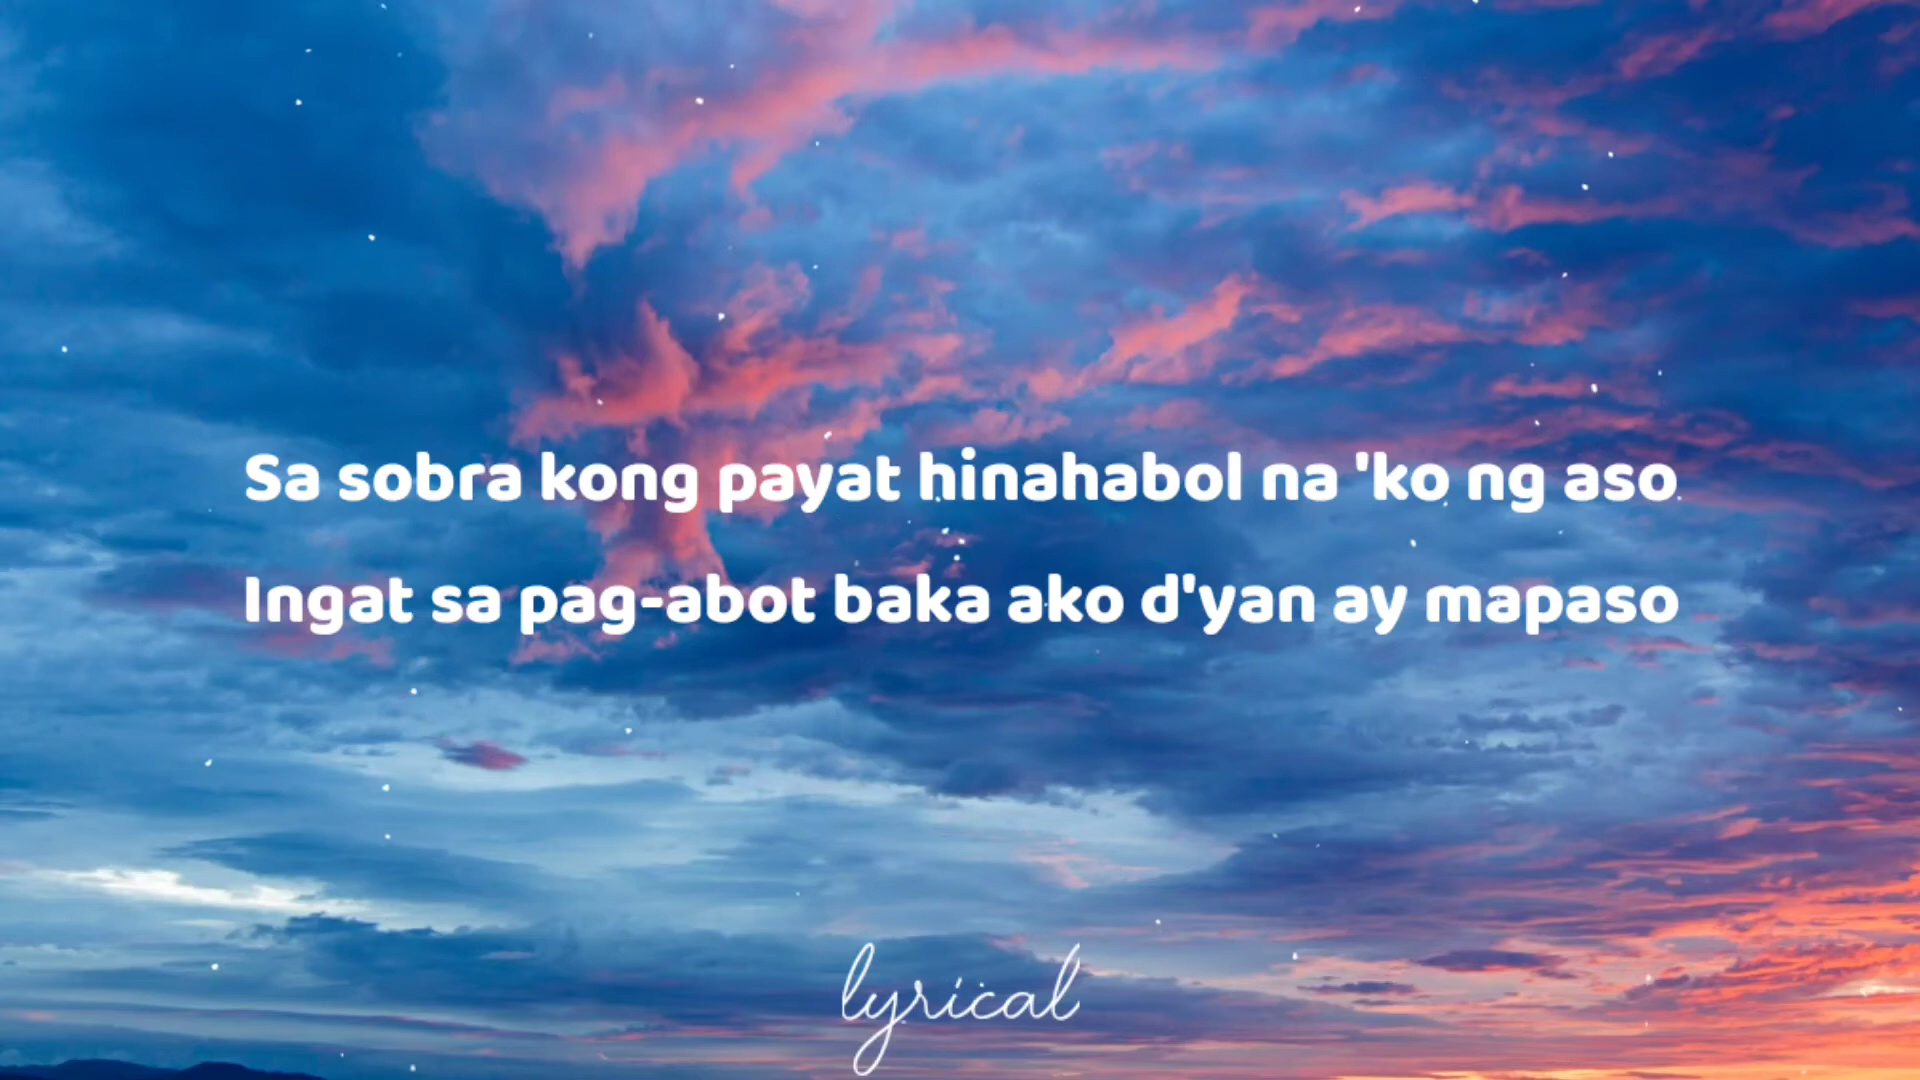 Sa sobra kong payat hinahabol na 'ko ng aso
Ingat sa pag-abot baka ako d'yan ay mapaso
lyrical